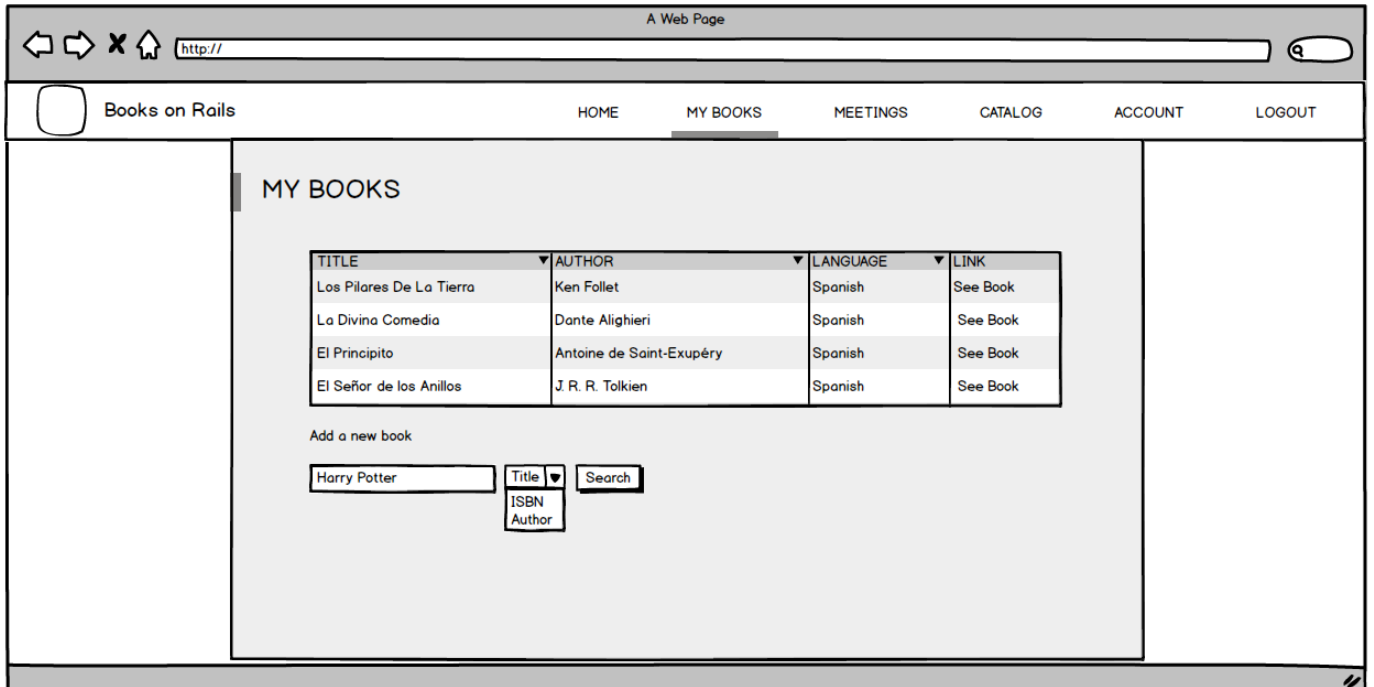 A Web Page
http://
Books on Rails HOME MY BOOKS MEETINGS CATALOG ACCOUNT LOGOUT
MY BOOKS
TITLE AUTHOR LANGUAGE LINK
Los Pilares De La Tierra Ken Follet Spanish See Book
La Divina Comedia Dante Alighieri Spanish See Book
El Principito Antoine de Saint-Exupéry Spanish See Book
El Señor de los Anillos J. R. R. Tolkien Spanish See Book
Add a new book
Harry Potter Title Search
ISBN
Author